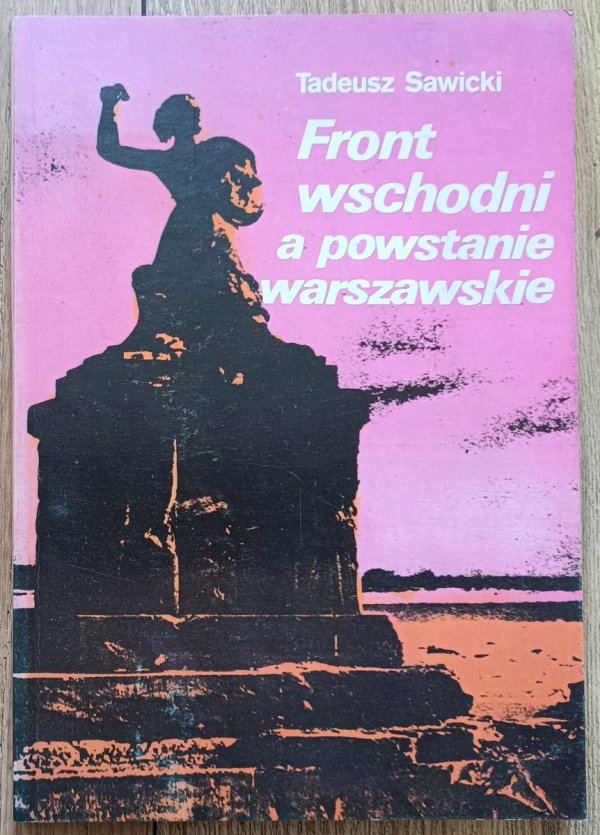 Tadeusz Sawicki
Front
wschodni
a powstanie
warszawskie